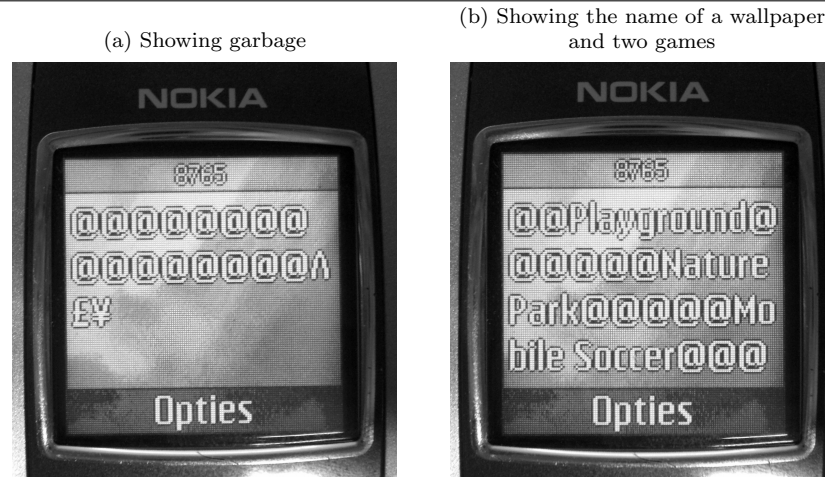 (a) Showing garbage
NOKIA
8765
@@@@@@@@
@@@@@@@@Λ
£¥
Opties
(b) Showing the name of a wallpaper
and two games
NOKIA
8765
@@Playground@
@@@@@Nature
Park@@@@@Mo
bile Soccer@@@
Opties